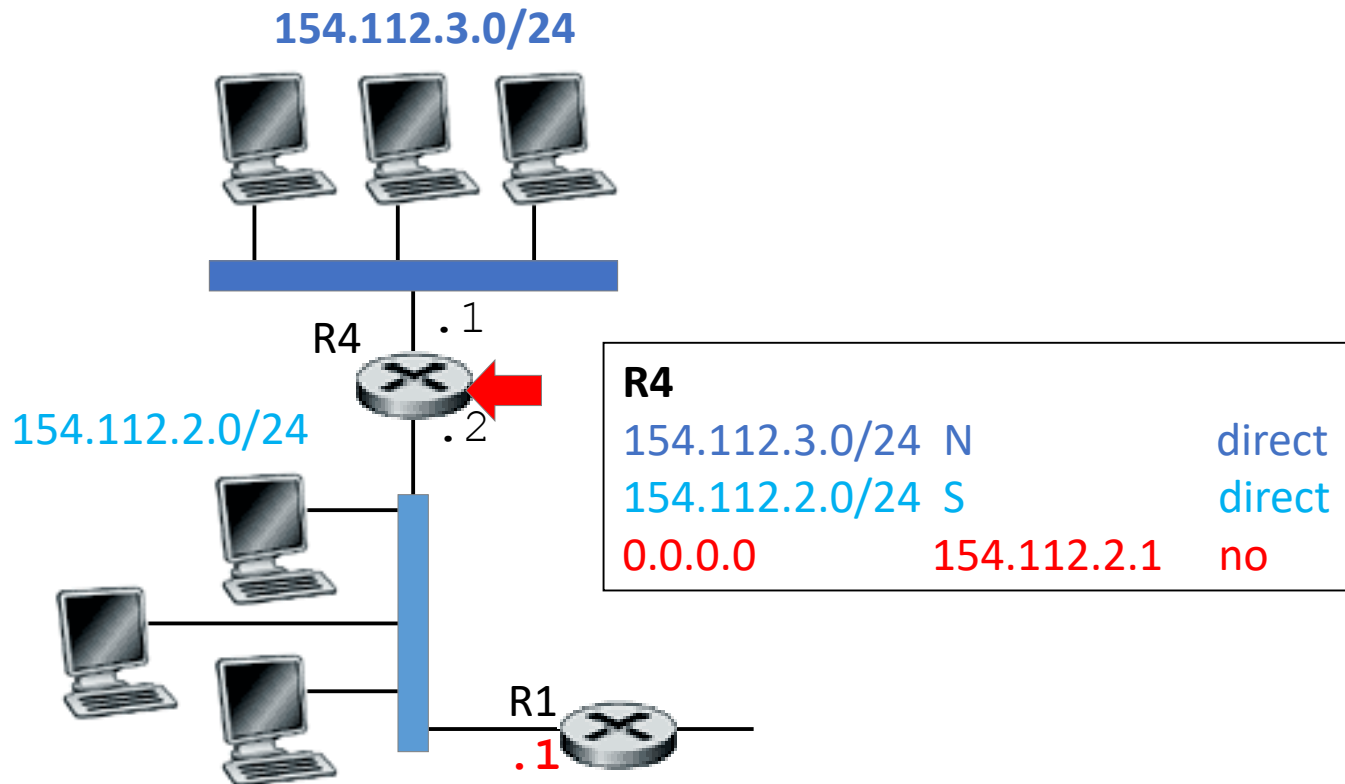 154.112.3.0/24
.1
R4
R4
154.112.3.0/24 N direct
154.112.2.0/24 S direct
0.0.0.0 154.112.2.1 no
.2
154.112.2.0/24
R1
.1